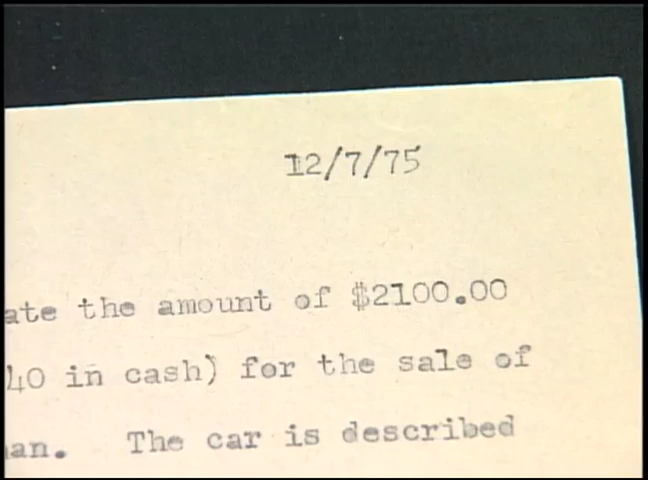 12/7/75
ate the amount of $2100.00
40 in cash) for the sale of
an. The car is described